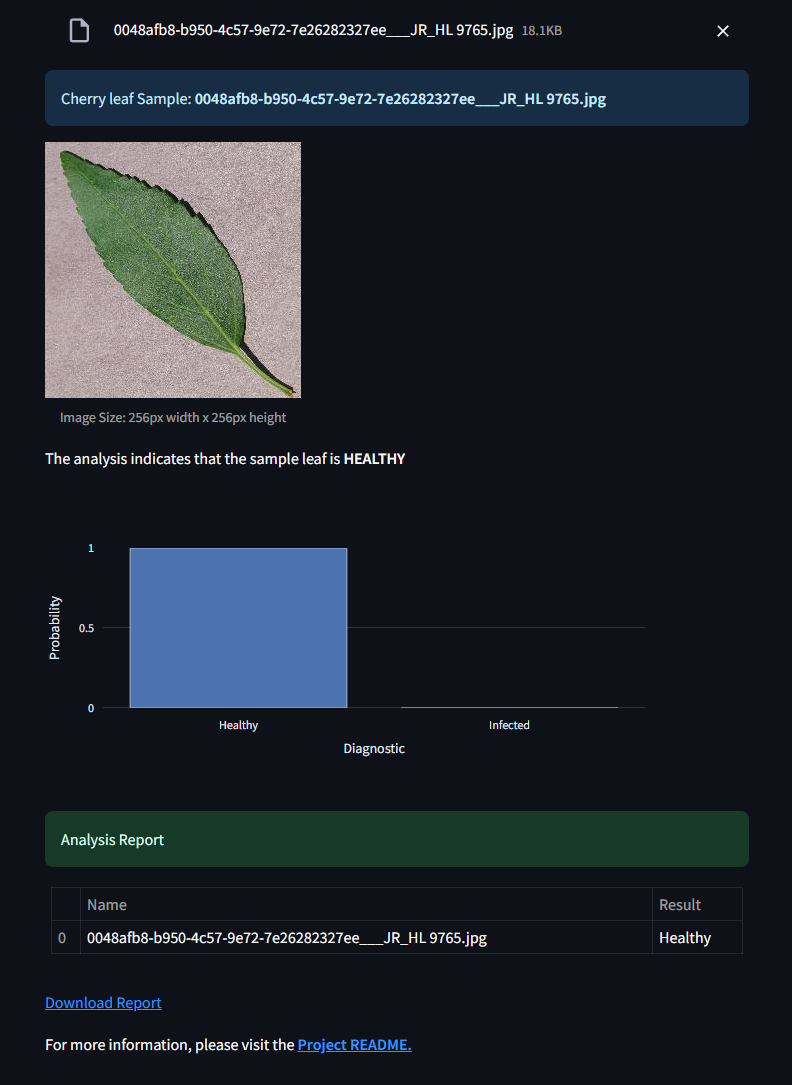 0048afb8-b950-4c57-9e72-7e26282327ee___JR_HL 9765.jpg 18.1KB
Cherry leaf Sample: 0048afb8-b950-4c57-9e72-7e26282327ee___JR_HL 9765.jpg
Image Size: 256px width x 256px height
The analysis indicates that the sample leaf is HEALTHY
1
0.5
0
Probability
Healthy Infected
Diagnostic
Analysis Report
Name Result
0 0048afb8-b950-4c57-9e72-7e26282327ee___JR_HL 9765.jpg Healthy
Download Report
For more information, please visit the Project README.